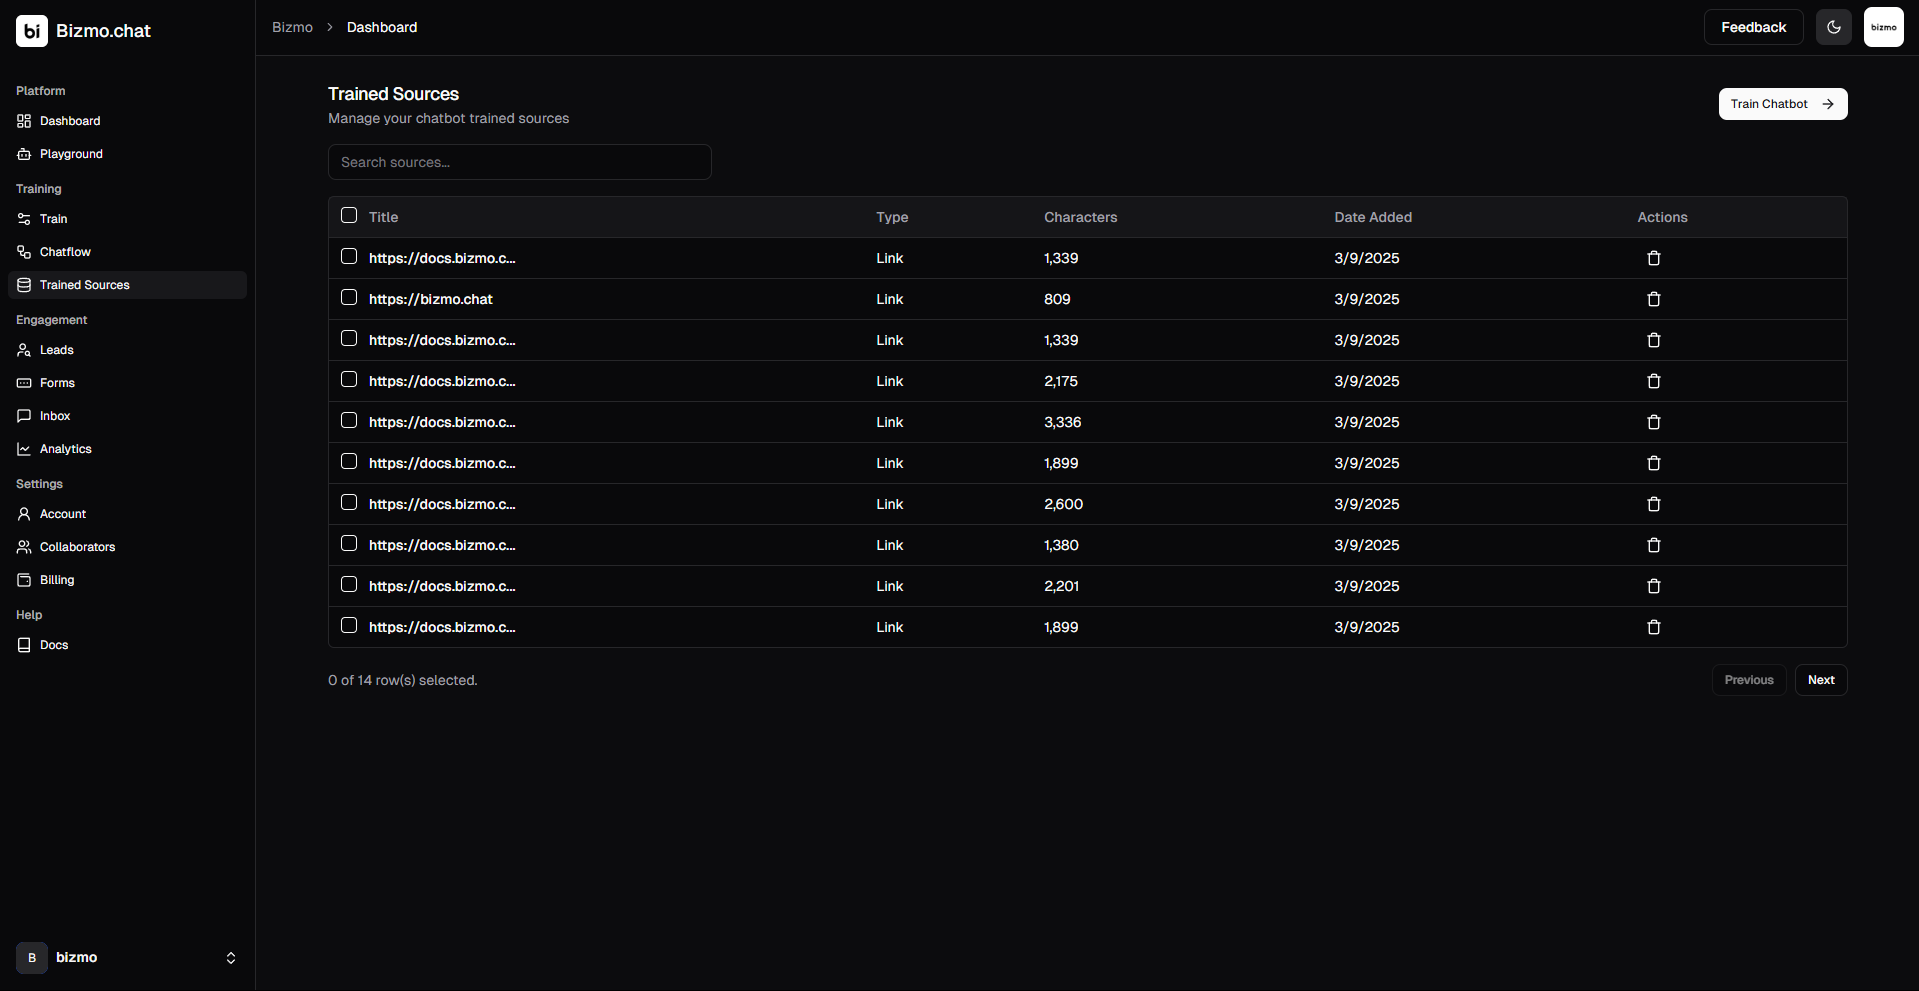 bi Bizmo.chat
Bizmo > Dashboard
Feedback
bizmo
Platform
Dashboard
Playground
Training
Train
Chatflow
Trained Sources
Engagement
Leads
Forms
Inbox
Analytics
Settings
Account
Collaborators
Billing
Help
Docs
B bizmo
Trained Sources
Manage your chatbot trained sources
Train Chatbot
Search sources...
Title Type Characters Date Added Actions
https://docs.bizmo.c... Link 1,339 3/9/2025
https://bizmo.chat Link 809 3/9/2025
https://docs.bizmo.c... Link 1,339 3/9/2025
https://docs.bizmo.c... Link 2,175 3/9/2025
https://docs.bizmo.c... Link 3,336 3/9/2025
https://docs.bizmo.c... Link 1,899 3/9/2025
https://docs.bizmo.c... Link 2,600 3/9/2025
https://docs.bizmo.c... Link 1,380 3/9/2025
https://docs.bizmo.c... Link 2,201 3/9/2025
https://docs.bizmo.c... Link 1,899 3/9/2025
0 of 14 row(s) selected.
Previous Next